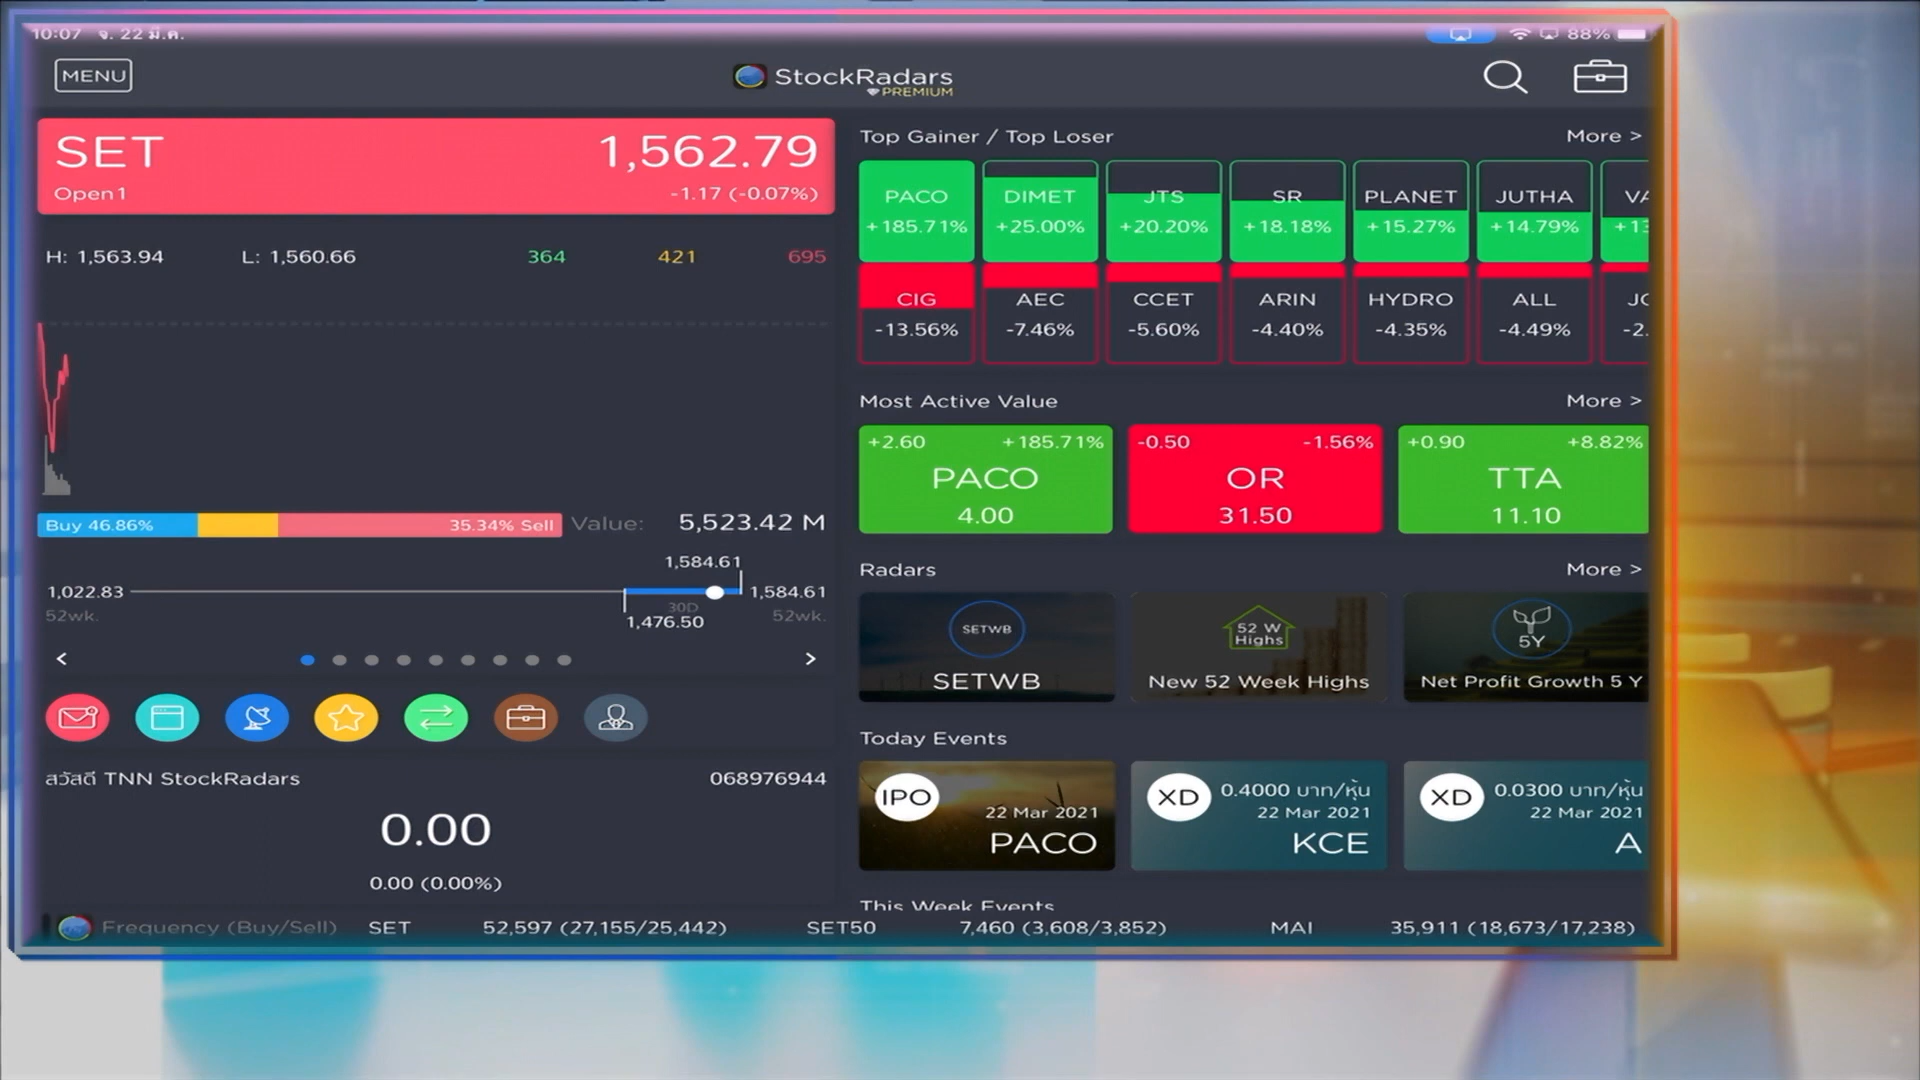 10:07 จ. 22 มี.ค.
88%
MENU
StockRadars
PREMIUM
SET
1,562.79
Open1
-1.17 (-0.07%)
H: 1,563.94
L: 1,560.66
364
421
695
Buy 46.86%
35.34% Sell
Value:
5,523.42 M
1,584.61
1,022.83
1,584.61
52wk.
30D
52wk.
1,476.50
สวัสดี TNN StockRadars
068976944
0.00
0.00 (0.00%)
Top Gainer / Top Loser
More >
PACO
+185.71%
DIMET
+25.00%
JTS
+20.20%
SR
+18.18%
PLANET
+15.27%
JUTHA
+14.79%
CIG
-13.56%
AEC
-7.46%
CCET
-5.60%
ARIN
-4.40%
HYDRO
-4.35%
ALL
-4.49%
Most Active Value
More >
+2.60
+185.71%
PACO
4.00
-0.50
-1.56%
OR
31.50
+0.90
+8.82%
TTA
11.10
Radars
More >
SETWB
SETWB
52 W
Highs
New 52 Week Highs
5Y
Net Profit Growth 5 Y
Today Events
IPO
22 Mar 2021
PACO
XD
0.4000 บาท/หุ้น
22 Mar 2021
KCE
XD
0.0300 บาท/หุ้น
22 Mar 2021
A
This Week Events
Frequency (Buy/Sell)
SET
52,597 (27,155/25,442)
SET50
7,460 (3,608/3,852)
MAI
35,911 (18,673/17,238)